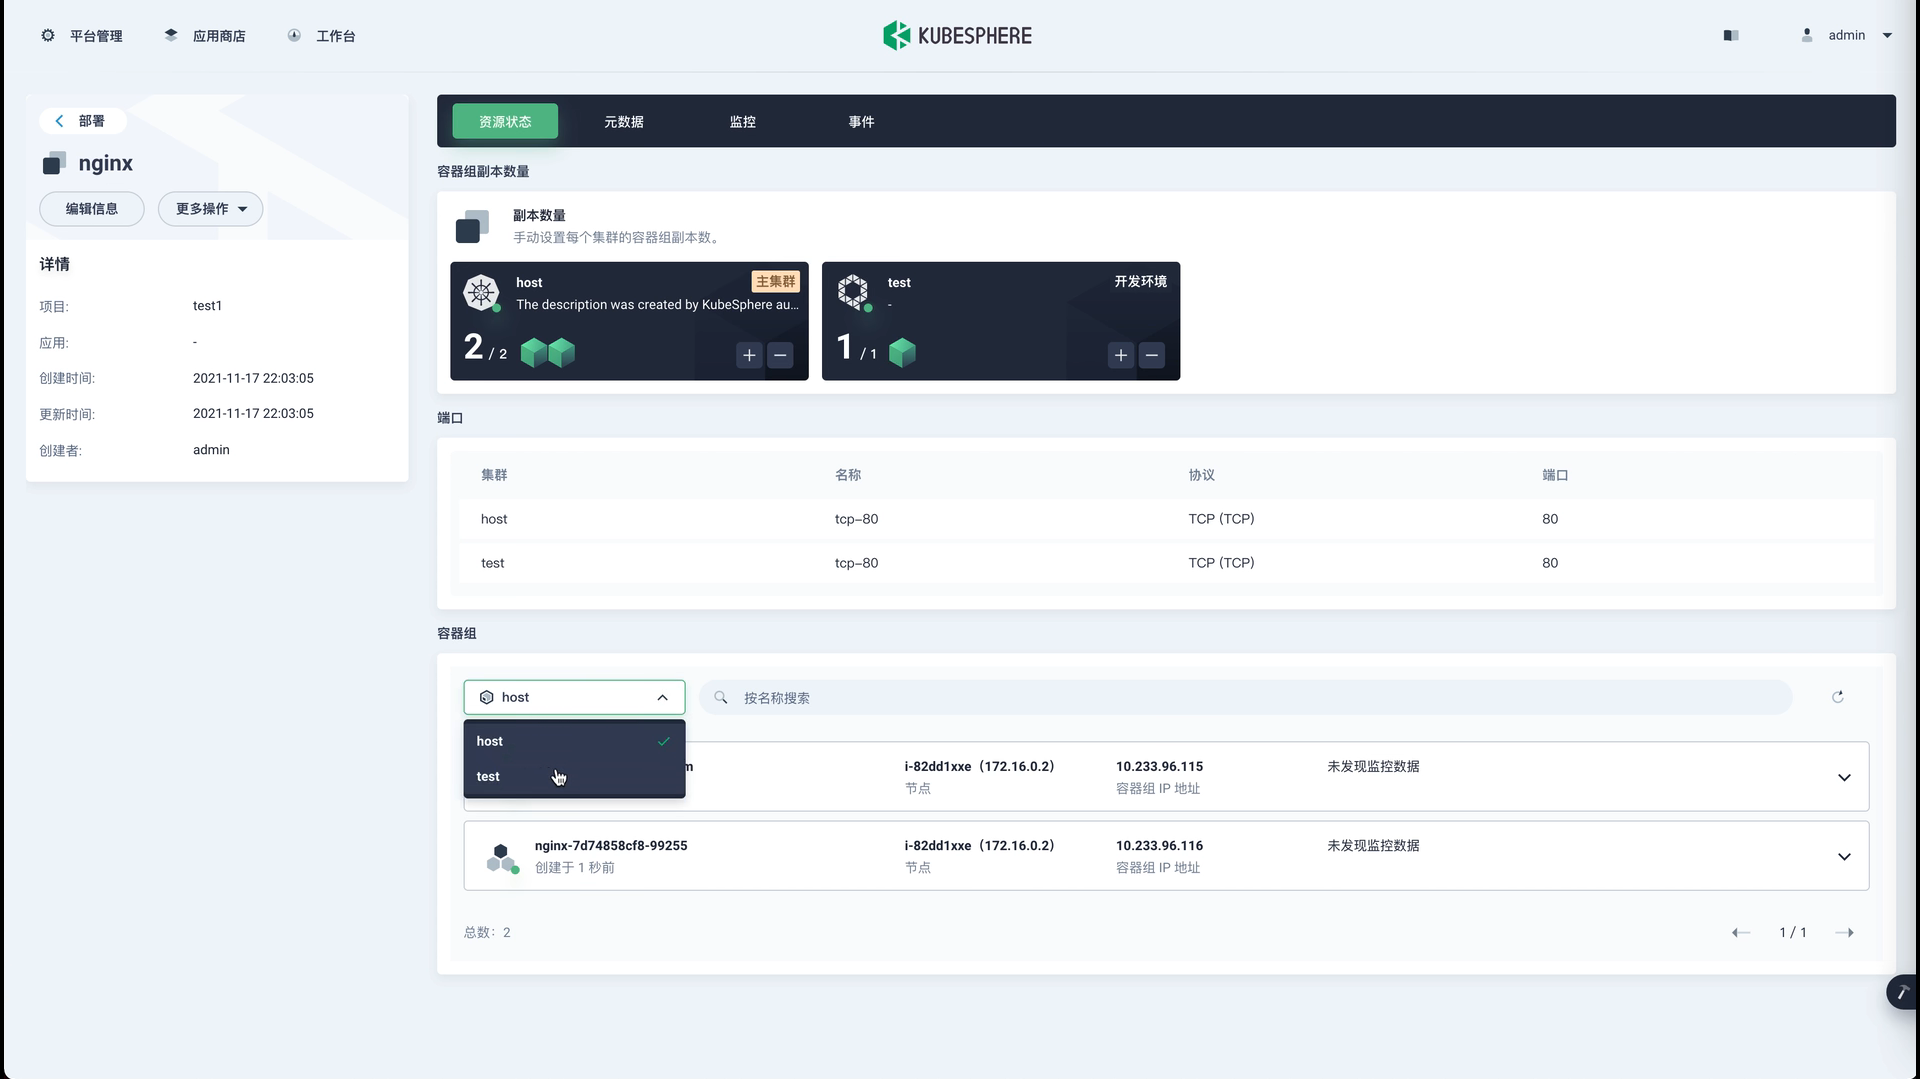 平台管理
应用商店
工作台
KUBESPHERE
admin
部署
nginx
编辑信息
更多操作
详情
项目: test1
应用: -
创建时间: 2021-11-17 22:03:05
更新时间: 2021-11-17 22:03:05
创建者: admin
资源状态
元数据
监控
事件
容器组副本数量
副本数量
手动设置每个集群的容器组副本数。
host
主集群
The description was created by KubeSphere au...
2 / 2
test
开发环境
-
1 / 1
端口
集群 名称 协议 端口
host tcp-80 TCP (TCP) 80
test tcp-80 TCP (TCP) 80
容器组
host
按名称搜索
host
test
m
i-82dd1xxe（172.16.0.2）
节点
10.233.96.115
容器组 IP 地址
未发现监控数据
nginx-7d74858cf8-99255
创建于 1 秒前
i-82dd1xxe（172.16.0.2）
节点
10.233.96.116
容器组 IP 地址
未发现监控数据
总数：2
1 / 1